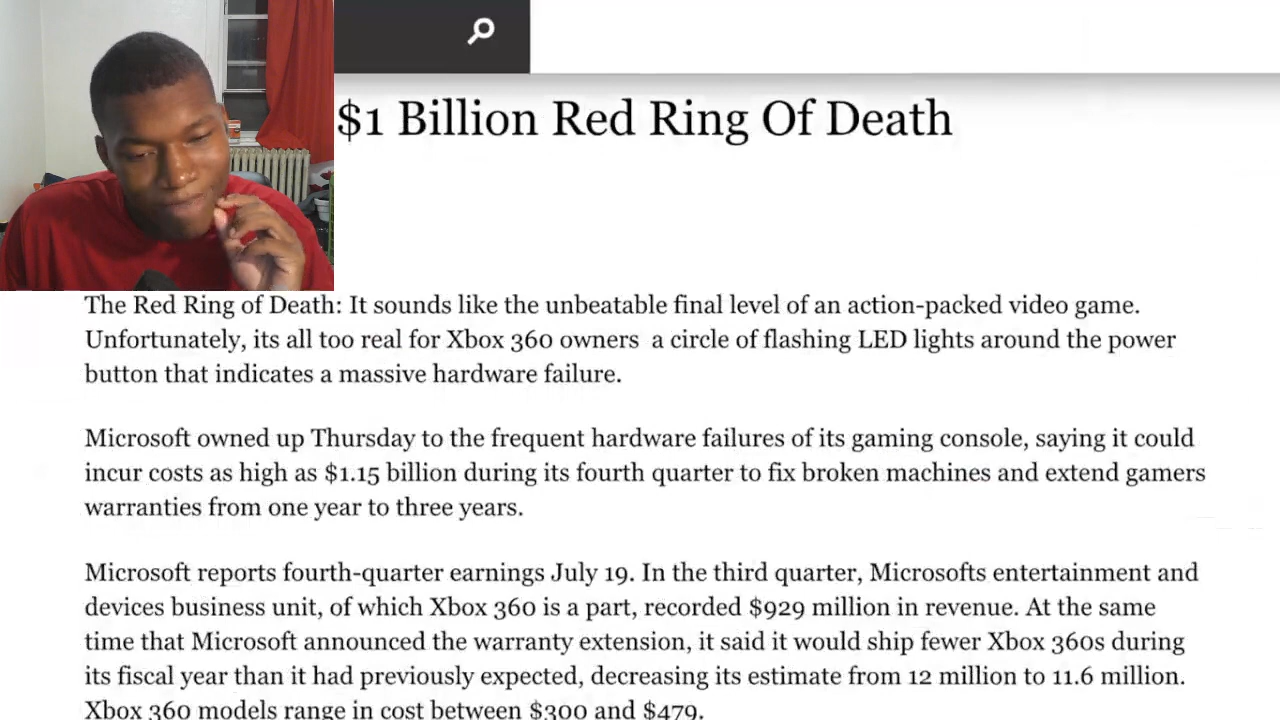 $1 Billion Red Ring Of Death
The Red Ring of Death: It sounds like the unbeatable final level of an action-packed video game.
Unfortunately, its all too real for Xbox 360 owners  a circle of flashing LED lights around the power
button that indicates a massive hardware failure.
Microsoft owned up Thursday to the frequent hardware failures of its gaming console, saying it could
incur costs as high as $1.15 billion during its fourth quarter to fix broken machines and extend gamers
warranties from one year to three years.
Microsoft reports fourth-quarter earnings July 19. In the third quarter, Microsofts entertainment and
devices business unit, of which Xbox 360 is a part, recorded $929 million in revenue. At the same
time that Microsoft announced the warranty extension, it said it would ship fewer Xbox 360s during
its fiscal year than it had previously expected, decreasing its estimate from 12 million to 11.6 million.
Xbox 360 models range in cost between $300 and $479.